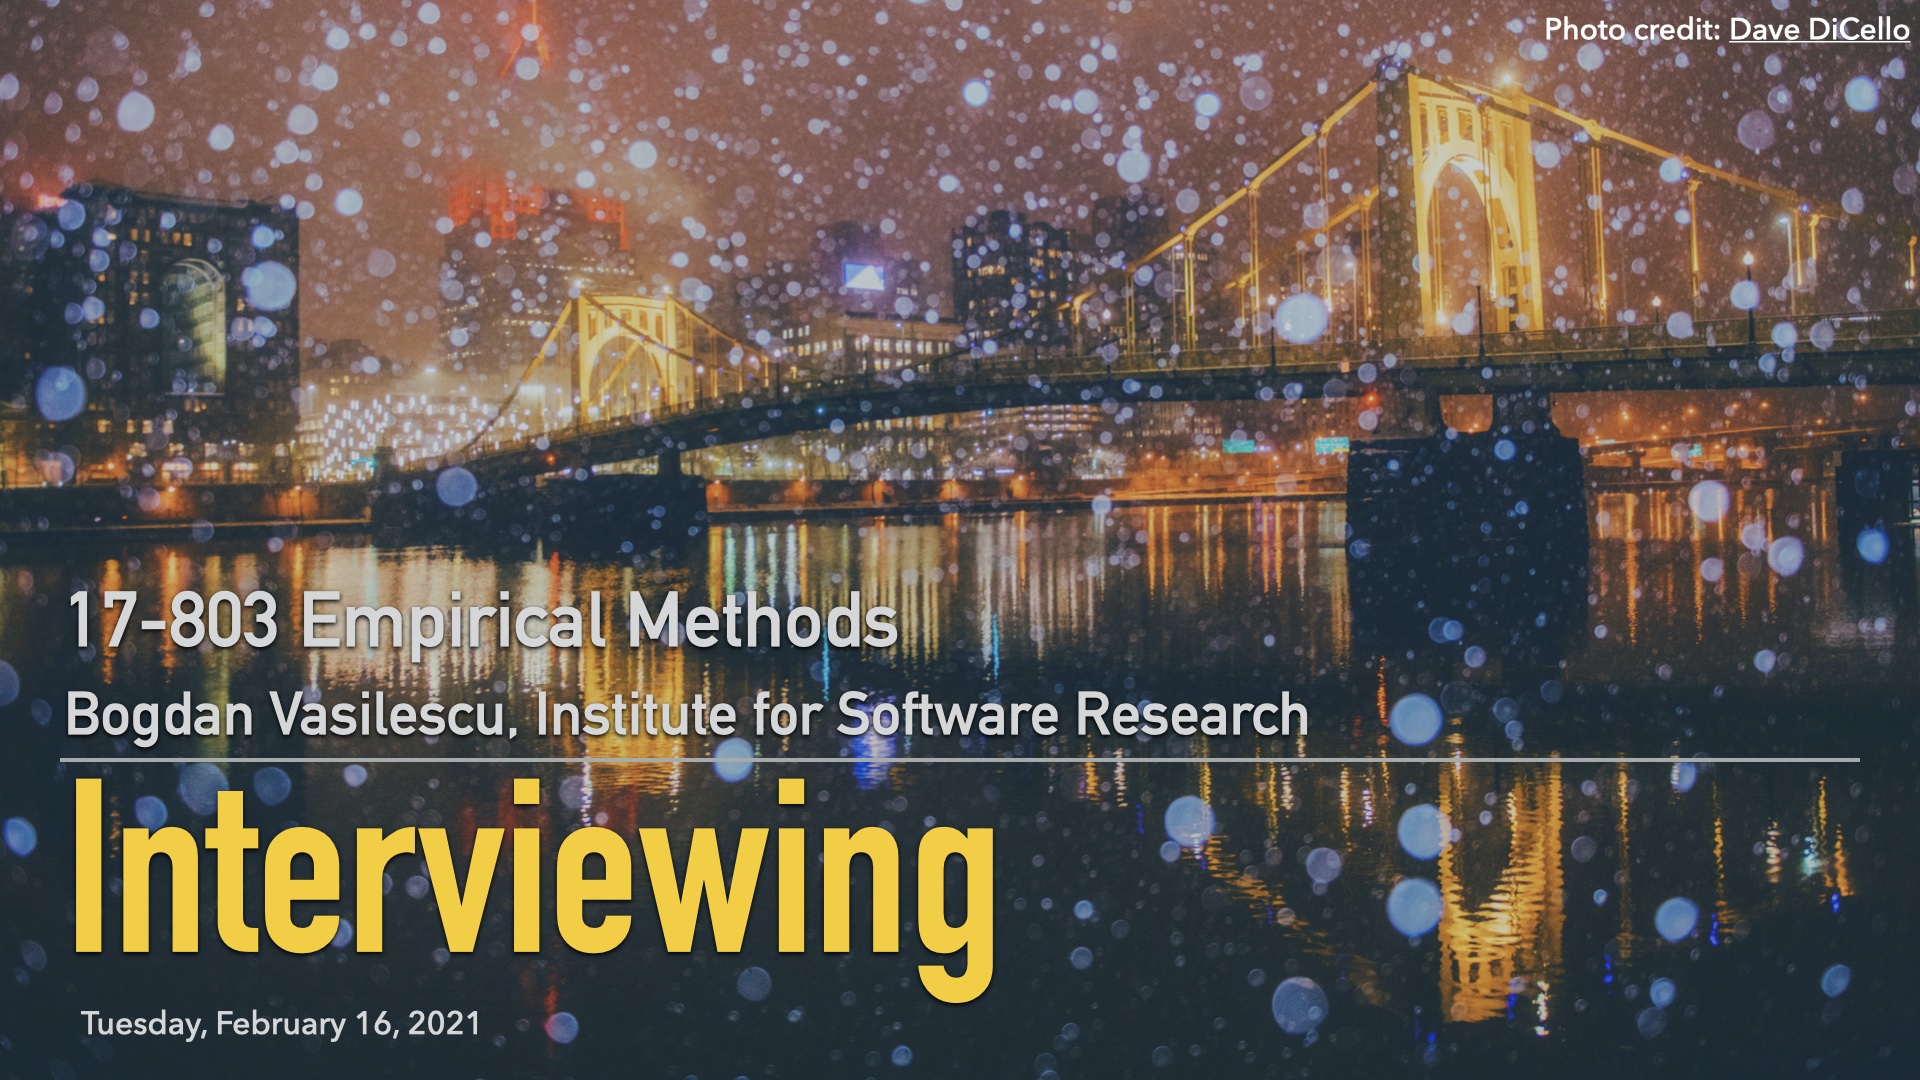 Photo credit: Dave DiCello
17-803 Empirical Methods
Bogdan Vasilescu, Institute for Software Research
Interviewing
Tuesday, February 16, 2021